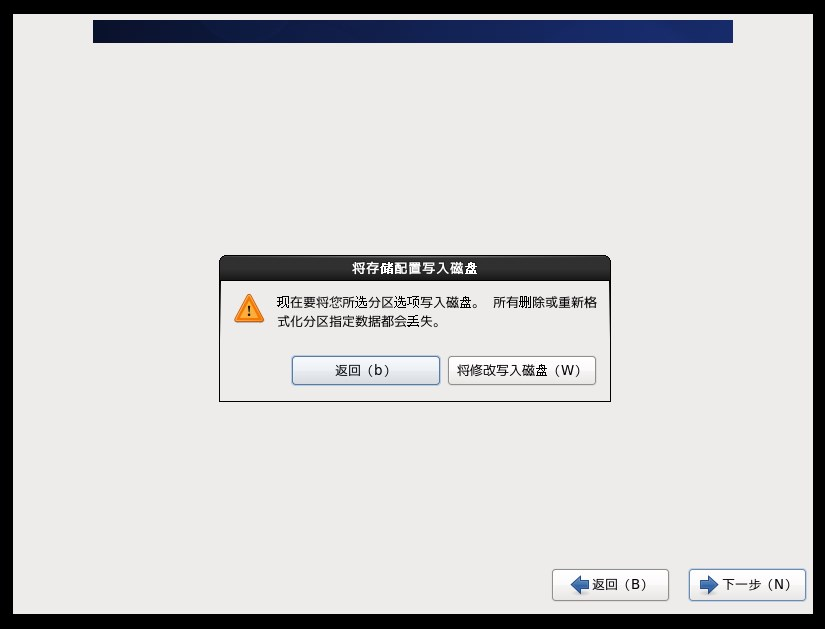 将存储配置写入磁盘
现在要将您所选分区选项写入磁盘。 所有删除或重新格
式化分区指定数据都会丢失。
返回（b） 将修改写入磁盘（W）
返回（B） 下一步（N）